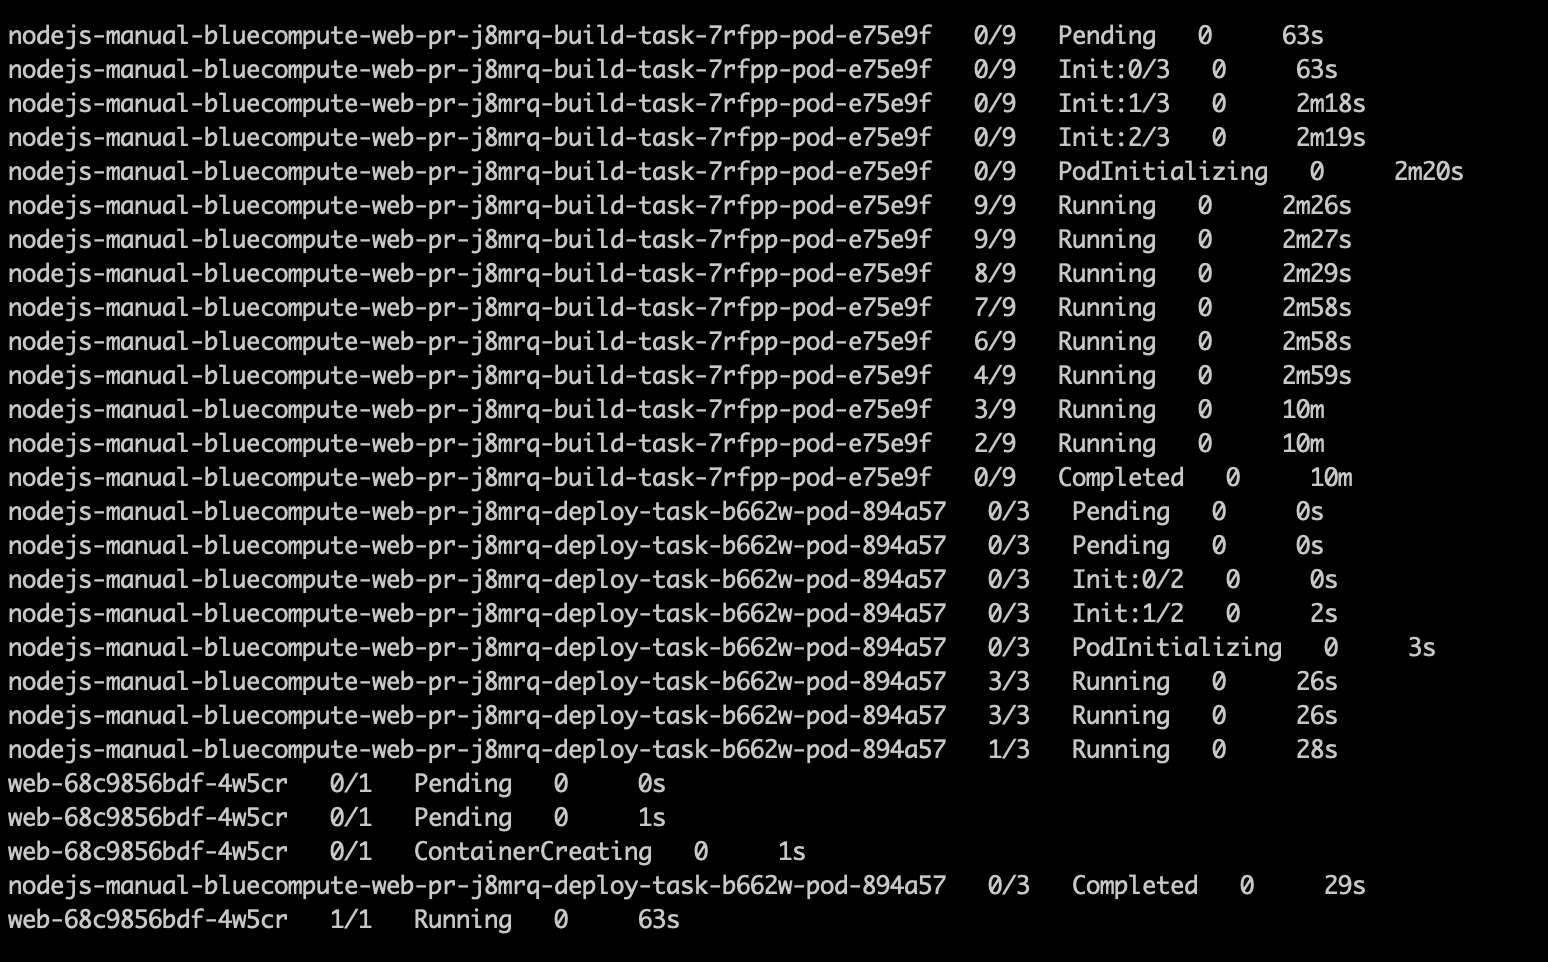 nodejs-manual-bluecompute-web-pr-j8mrq-build-task-7rfpp-pod-e75e9f   0/9   Pending   0     63s
nodejs-manual-bluecompute-web-pr-j8mrq-build-task-7rfpp-pod-e75e9f   0/9   Init:0/3   0     63s
nodejs-manual-bluecompute-web-pr-j8mrq-build-task-7rfpp-pod-e75e9f   0/9   Init:1/3   0     2m18s
nodejs-manual-bluecompute-web-pr-j8mrq-build-task-7rfpp-pod-e75e9f   0/9   Init:2/3   0     2m19s
nodejs-manual-bluecompute-web-pr-j8mrq-build-task-7rfpp-pod-e75e9f   0/9   PodInitializing   0     2m20s
nodejs-manual-bluecompute-web-pr-j8mrq-build-task-7rfpp-pod-e75e9f   9/9   Running   0     2m26s
nodejs-manual-bluecompute-web-pr-j8mrq-build-task-7rfpp-pod-e75e9f   9/9   Running   0     2m27s
nodejs-manual-bluecompute-web-pr-j8mrq-build-task-7rfpp-pod-e75e9f   8/9   Running   0     2m29s
nodejs-manual-bluecompute-web-pr-j8mrq-build-task-7rfpp-pod-e75e9f   7/9   Running   0     2m58s
nodejs-manual-bluecompute-web-pr-j8mrq-build-task-7rfpp-pod-e75e9f   6/9   Running   0     2m58s
nodejs-manual-bluecompute-web-pr-j8mrq-build-task-7rfpp-pod-e75e9f   4/9   Running   0     2m59s
nodejs-manual-bluecompute-web-pr-j8mrq-build-task-7rfpp-pod-e75e9f   3/9   Running   0     10m
nodejs-manual-bluecompute-web-pr-j8mrq-build-task-7rfpp-pod-e75e9f   2/9   Running   0     10m
nodejs-manual-bluecompute-web-pr-j8mrq-build-task-7rfpp-pod-e75e9f   0/9   Completed   0     10m
nodejs-manual-bluecompute-web-pr-j8mrq-deploy-task-b662w-pod-894a57   0/3   Pending   0     0s
nodejs-manual-bluecompute-web-pr-j8mrq-deploy-task-b662w-pod-894a57   0/3   Pending   0     0s
nodejs-manual-bluecompute-web-pr-j8mrq-deploy-task-b662w-pod-894a57   0/3   Init:0/2   0     0s
nodejs-manual-bluecompute-web-pr-j8mrq-deploy-task-b662w-pod-894a57   0/3   Init:1/2   0     2s
nodejs-manual-bluecompute-web-pr-j8mrq-deploy-task-b662w-pod-894a57   0/3   PodInitializing   0     3s
nodejs-manual-bluecompute-web-pr-j8mrq-deploy-task-b662w-pod-894a57   3/3   Running   0     26s
nodejs-manual-bluecompute-web-pr-j8mrq-deploy-task-b662w-pod-894a57   3/3   Running   0     26s
nodejs-manual-bluecompute-web-pr-j8mrq-deploy-task-b662w-pod-894a57   1/3   Running   0     28s
web-68c9856bdf-4w5cr   0/1   Pending   0     0s
web-68c9856bdf-4w5cr   0/1   Pending   0     1s
web-68c9856bdf-4w5cr   0/1   ContainerCreating   0     1s
nodejs-manual-bluecompute-web-pr-j8mrq-deploy-task-b662w-pod-894a57   0/3   Completed   0     29s
web-68c9856bdf-4w5cr   1/1   Running   0     63s